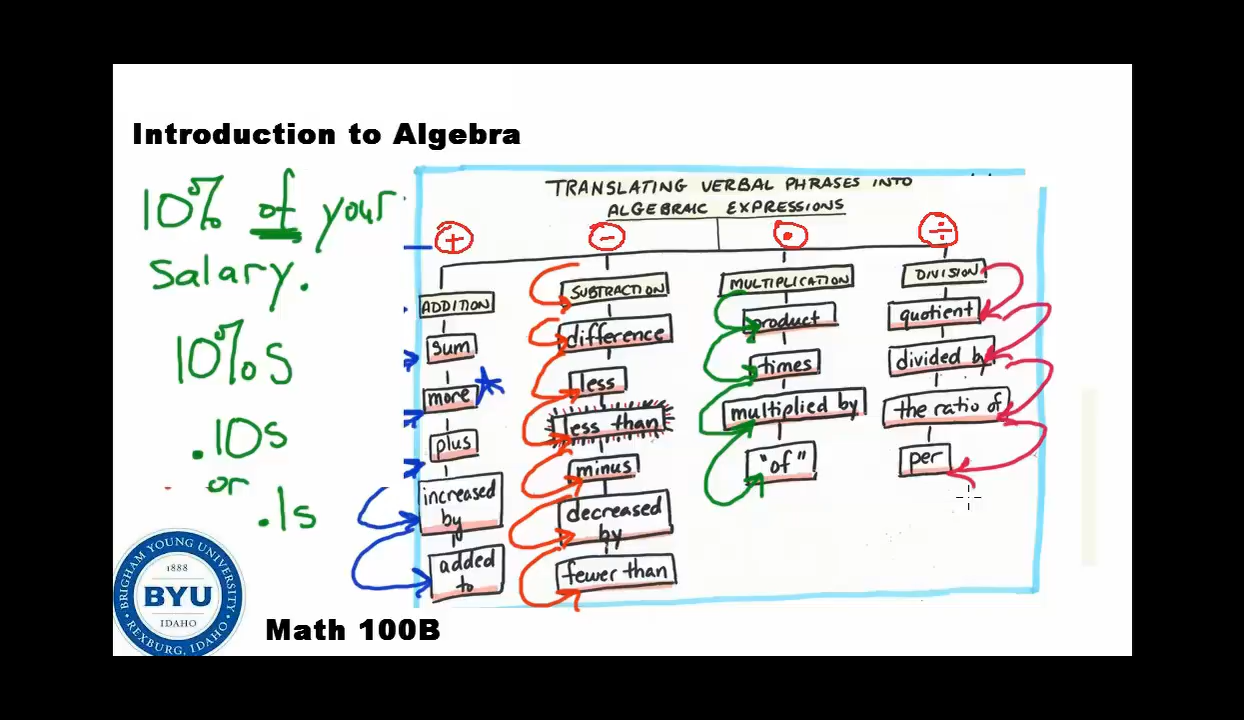 Introduction to Algebra
10% of your
salary.
10%s
.10s
or
.1s
TRANSLATING VERBAL PHRASES INTO
ALGEBRAIC EXPRESSIONS
+
ADDITION
sum
more
plus
increased
by
added
to
−
SUBTRACTION
difference
less
less than
minus
decreased
by
fewer than
•
MULTIPLICATION
product
times
multiplied by
"of"
÷
DIVISION
quotient
divided by
the ratio of
per
BRIGHAM YOUNG UNIVERSITY
1888
BYU
IDAHO
REXBURG, IDAHO
Math 100B